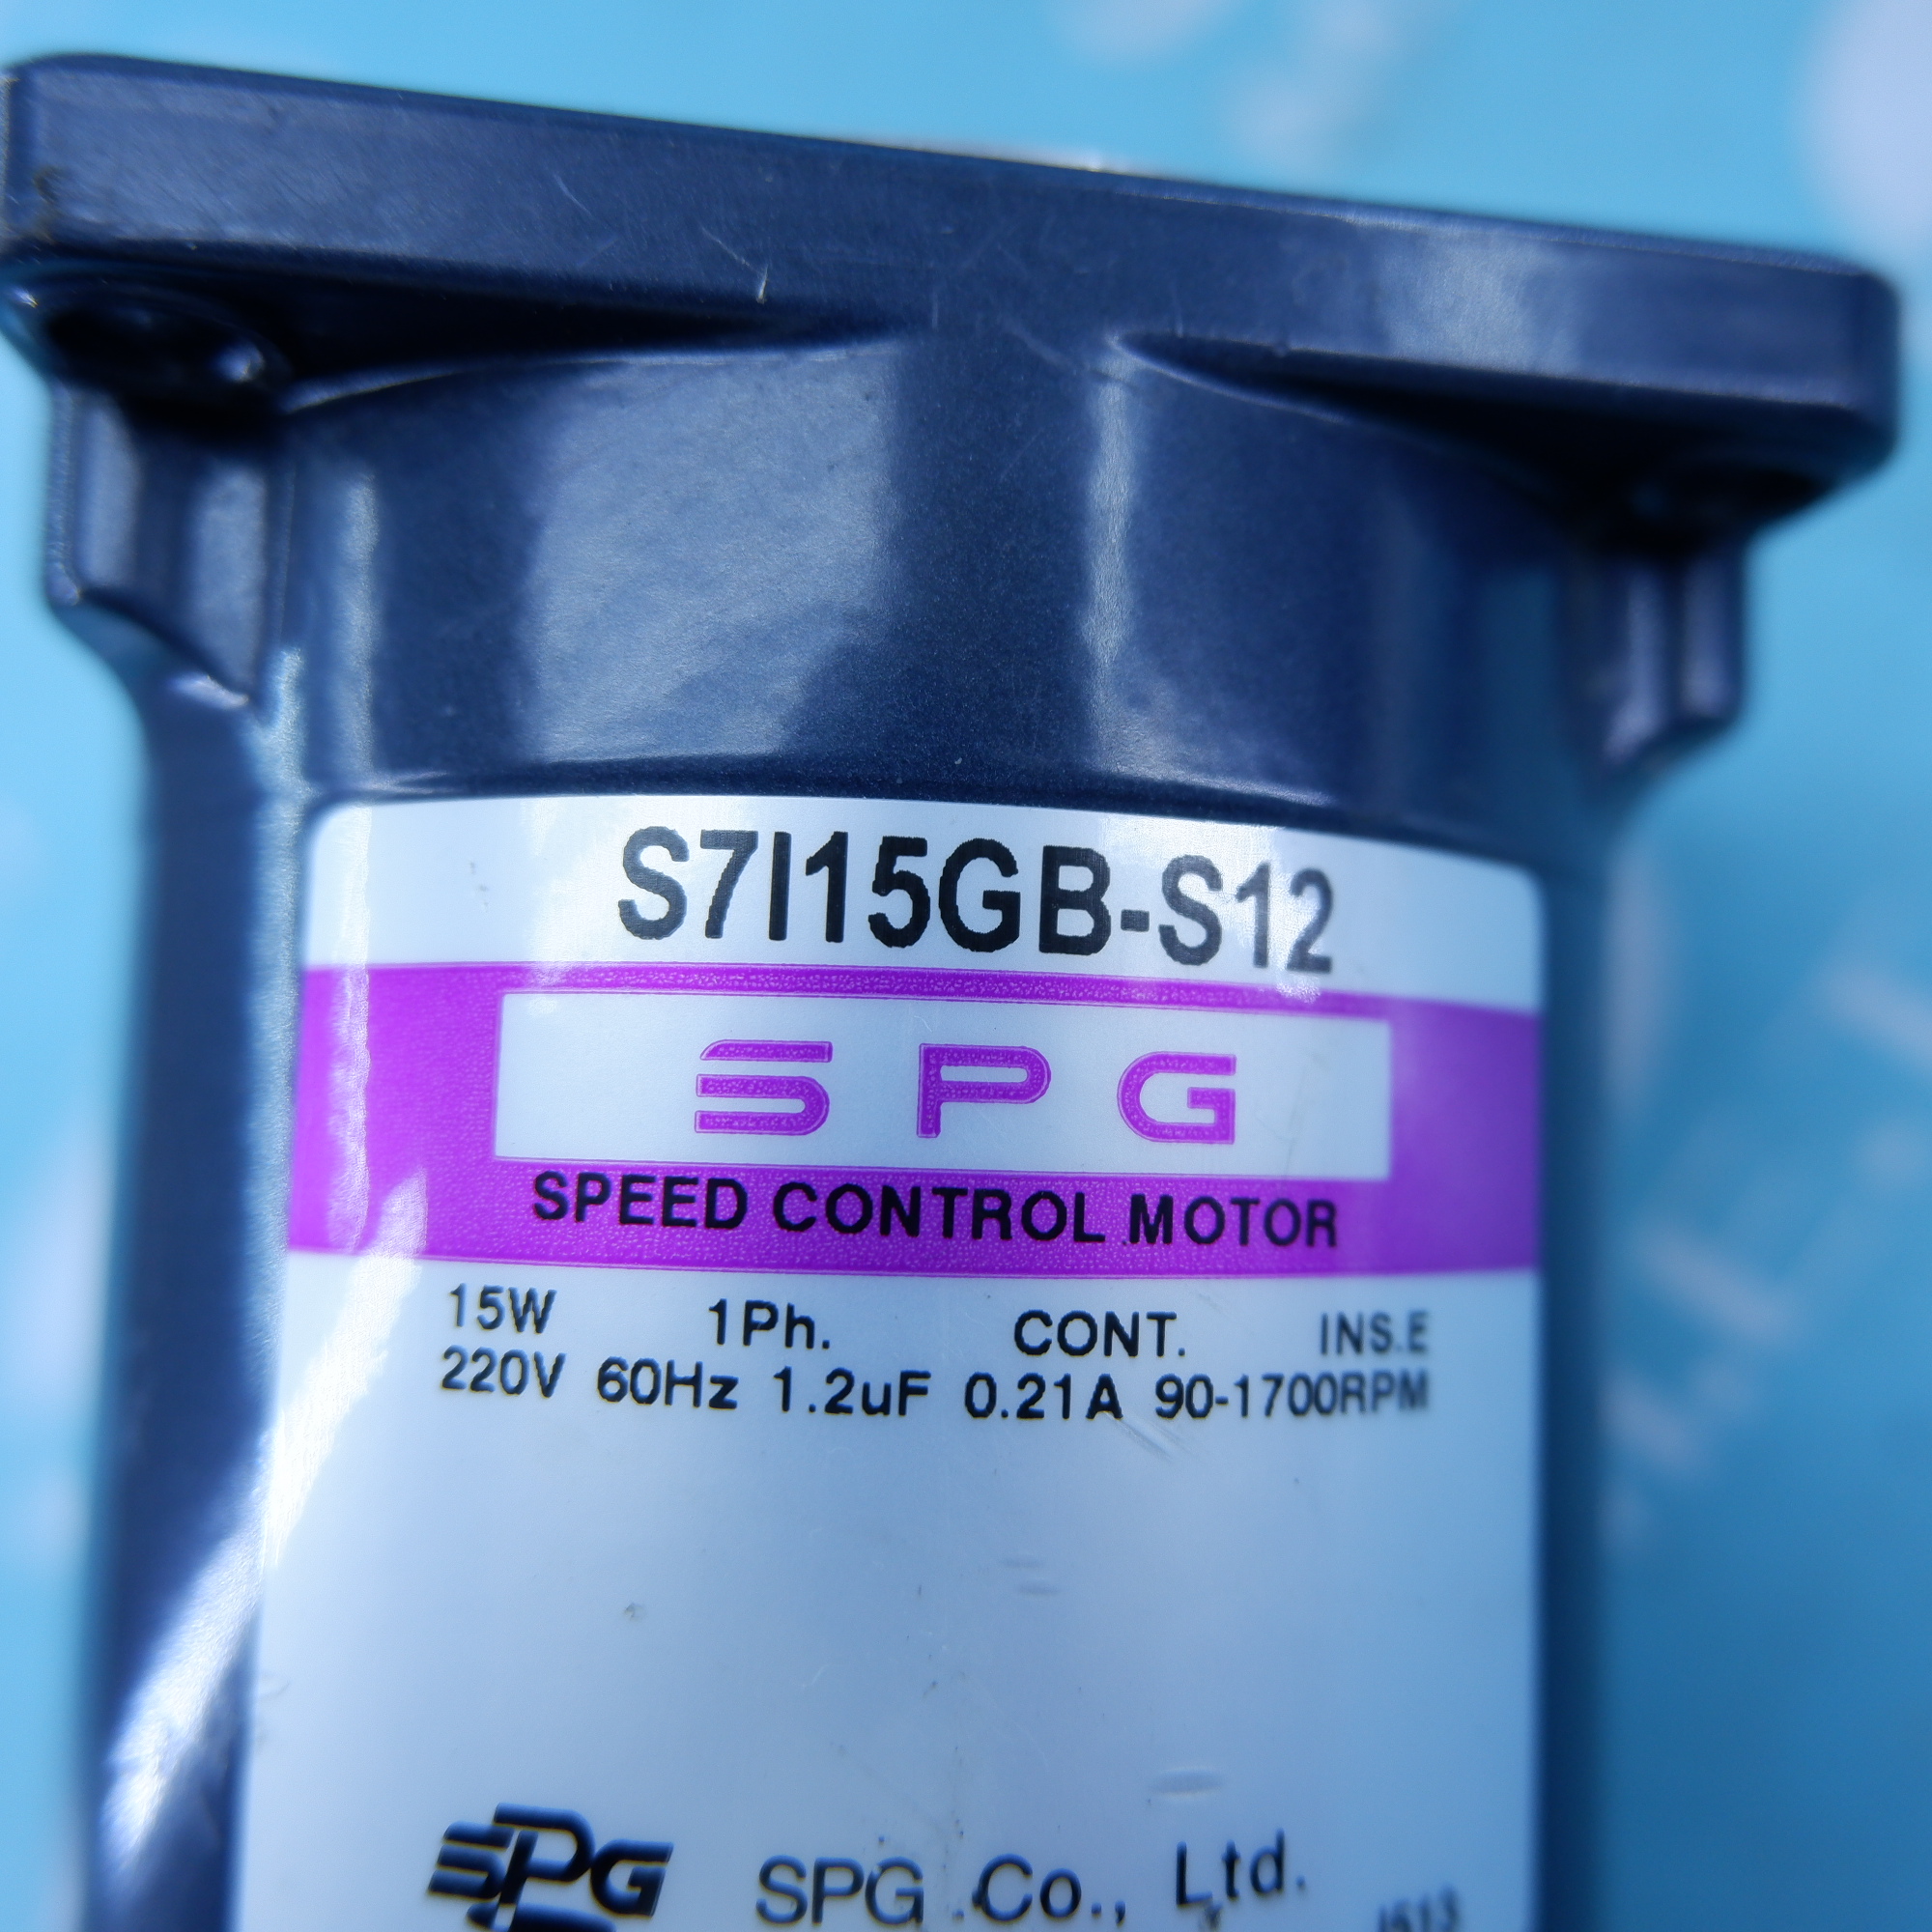 S7I15GB-S12
SPG
SPEED CONTROL MOTOR
15W 1Ph. CONT. INS.E
220V 60Hz 1.2uF 0.21A 90-1700RPM
SPG SPG Co., Ltd.